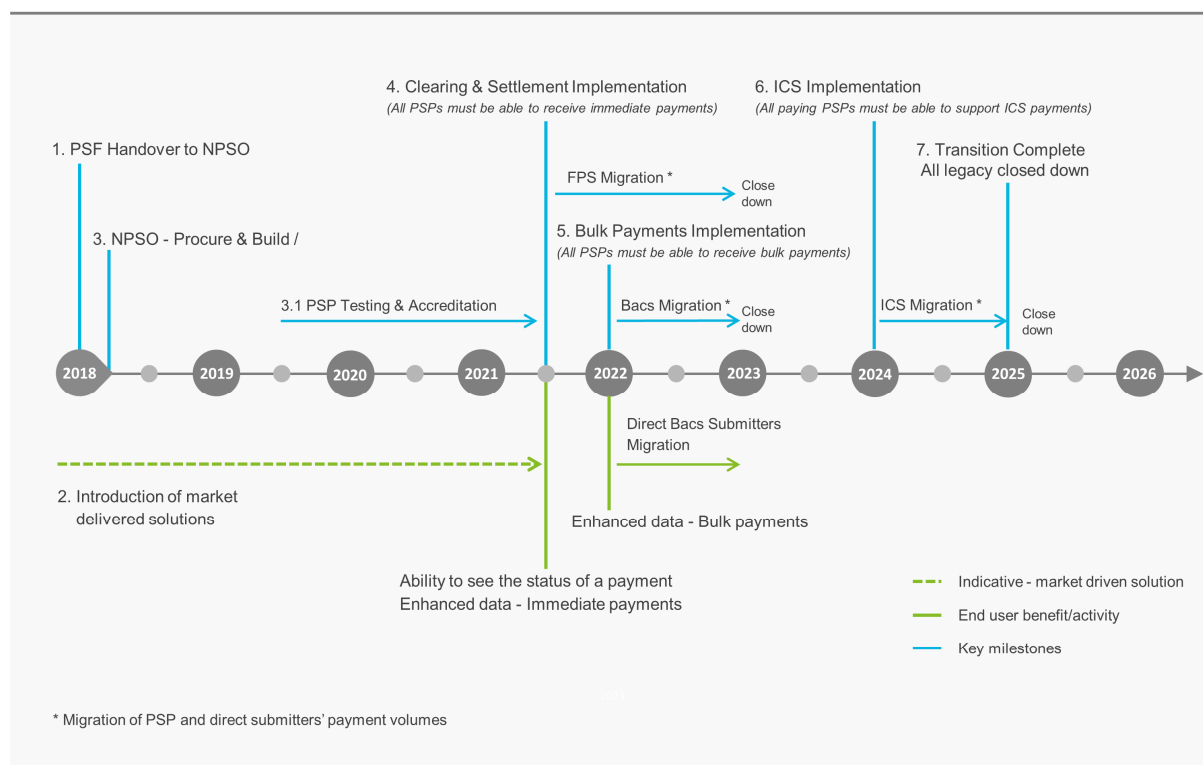 4. Clearing & Settlement Implementation
(All PSPs must be able to receive immediate payments)
6. ICS Implementation
(All paying PSPs must be able to support ICS payments)
1. PSF Handover to NPSO
7. Transition Complete
All legacy closed down
FPS Migration *
Close
down
3. NPSO - Procure & Build /
5. Bulk Payments Implementation
(All PSPs must be able to receive bulk payments)
3.1 PSP Testing & Accreditation
Bacs Migration *
Close
down
ICS Migration *
Close
down
2018
2019
2020
2021
2022
2023
2024
2025
2026
Direct Bacs Submitters
Migration
2. Introduction of market
delivered solutions
Enhanced data - Bulk payments
Ability to see the status of a payment
Enhanced data - Immediate payments
Indicative - market driven solution
End user benefit/activity
Key milestones
* Migration of PSP and direct submitters' payment volumes